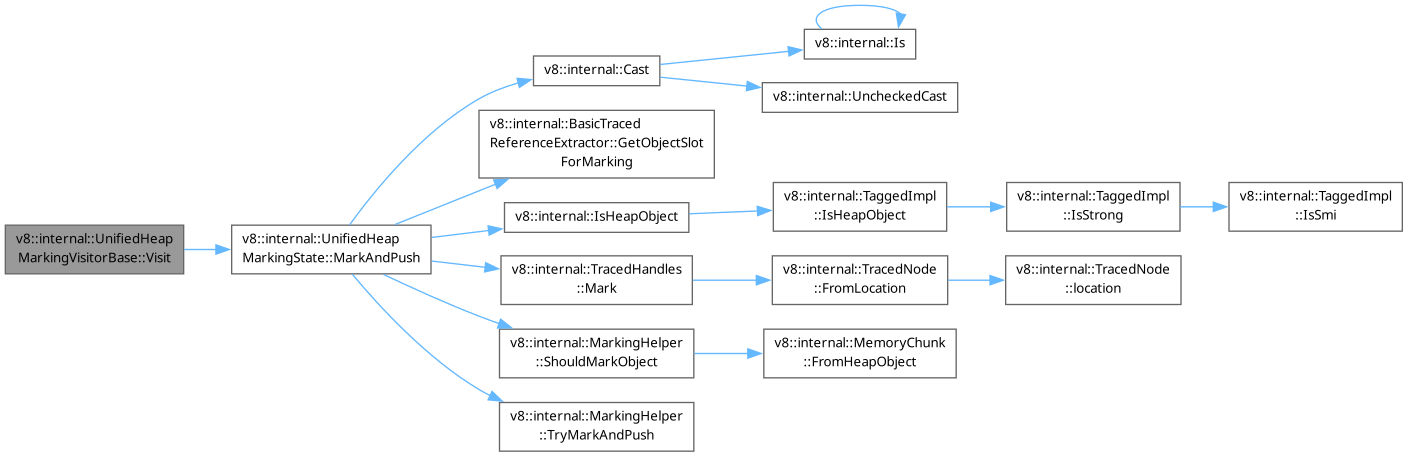 v8::internal::UnifiedHeap
MarkingVisitorBase::Visit
v8::internal::UnifiedHeap
MarkingState::MarkAndPush
v8::internal::Cast
v8::internal::Is
v8::internal::UncheckedCast
v8::internal::BasicTraced
ReferenceExtractor::GetObjectSlot
ForMarking
v8::internal::IsHeapObject
v8::internal::TaggedImpl
::IsHeapObject
v8::internal::TaggedImpl
::IsStrong
v8::internal::TaggedImpl
::IsSmi
v8::internal::TracedHandles
::Mark
v8::internal::TracedNode
::FromLocation
v8::internal::TracedNode
::location
v8::internal::MarkingHelper
::ShouldMarkObject
v8::internal::MemoryChunk
::FromHeapObject
v8::internal::MarkingHelper
::TryMarkAndPush